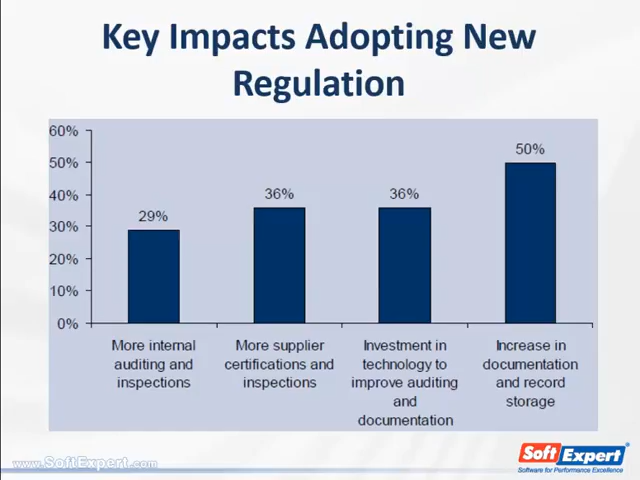 Key Impacts Adopting New
Regulation
60%
50%
40%
30%
20%
10%
0%
29%
36%
36%
50%
More internal
auditing and
inspections
More supplier
certifications and
inspections
Investment in
technology to
improve auditing
and
documentation
Increase in
documentation
and record
storage
www.SoftExpert.com
Soft Expert®
Software for Performance Excellence